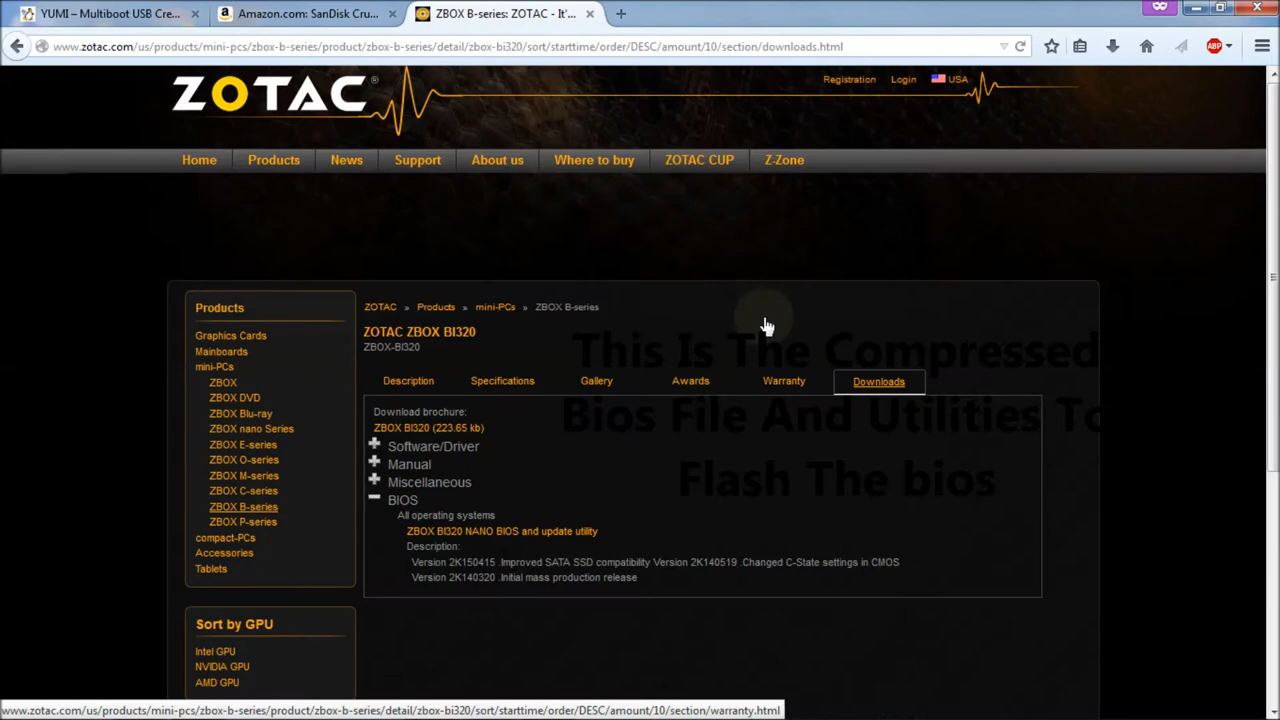 YUMI – Multiboot USB Cre...
Amazon.com: SanDisk Cru...
ZBOX B-series: ZOTAC - It'...
www.zotac.com/us/products/mini-pcs/zbox-b-series/product/zbox-b-series/detail/zbox-bi320/sort/starttime/order/DESC/amount/10/section/downloads.html
ABP
ZOTAC®
Registration Login USA
Home Products News Support About us Where to buy ZOTAC CUP Z-Zone
Products
Graphics Cards
Mainboards
mini-PCs
ZBOX
ZBOX DVD
ZBOX Blu-ray
ZBOX nano Series
ZBOX E-series
ZBOX O-series
ZBOX M-series
ZBOX C-series
ZBOX B-series
ZBOX P-series
compact-PCs
Accessories
Tablets
Sort by GPU
Intel GPU
NVIDIA GPU
AMD GPU
ZOTAC » Products » mini-PCs » ZBOX B-series
ZOTAC ZBOX BI320
ZBOX-BI320
Description Specifications Gallery Awards Warranty Downloads
Download brochure:
ZBOX BI320 (223.65 kb)
Software/Driver
Manual
Miscellaneous
BIOS
All operating systems
ZBOX BI320 NANO BIOS and update utility
Description:
Version 2K150415 .Improved SATA SSD compatibility Version 2K140519 .Changed C-State settings in CMOS
Version 2K140320 .Initial mass production release
This Is The Compressed
Bios File And Utilities To
Flash The bios
www.zotac.com/us/products/mini-pcs/zbox-b-series/product/zbox-b-series/detail/zbox-bi320/sort/starttime/order/DESC/amount/10/section/warranty.html